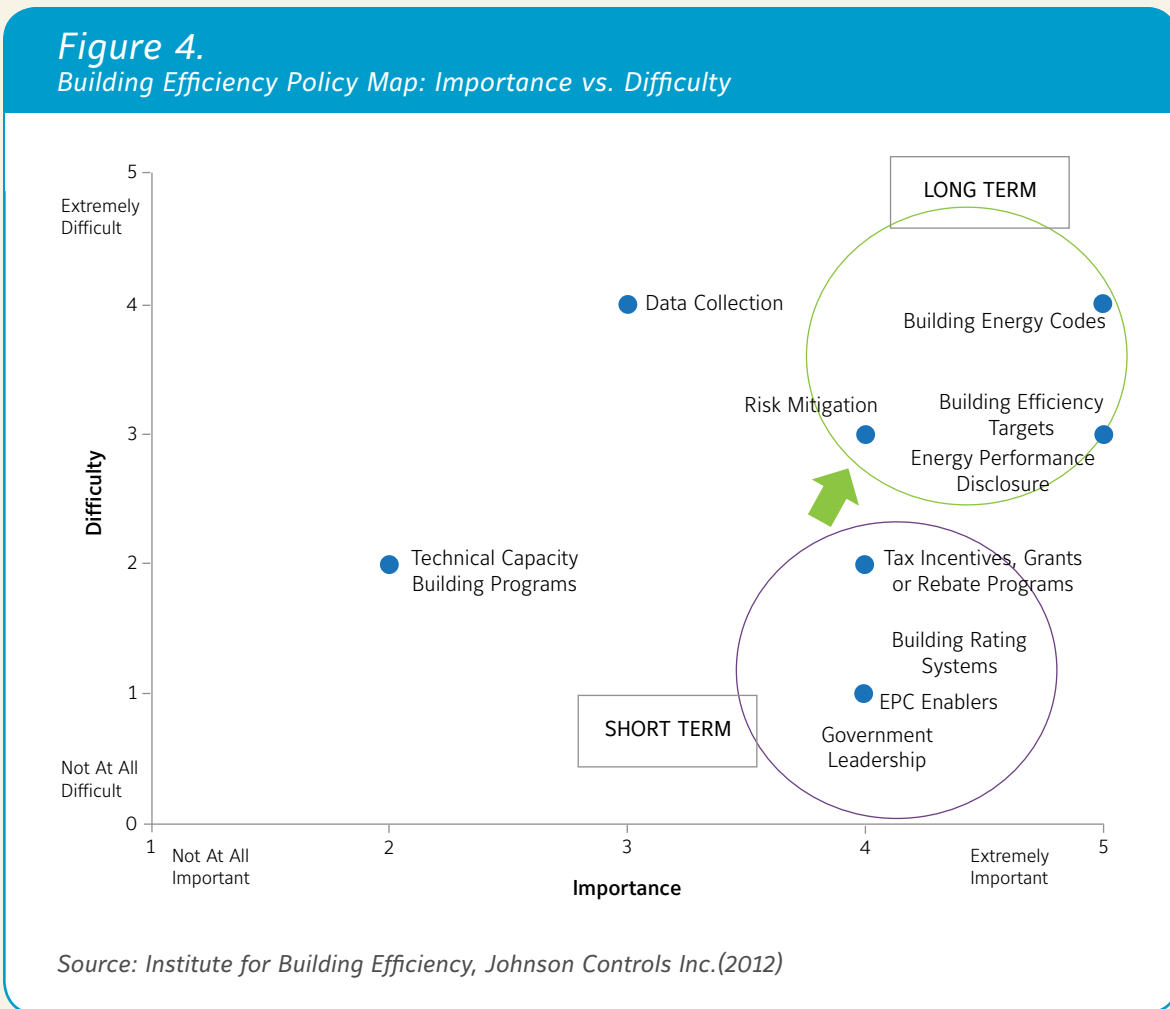 Figure 4.
Building Efficiency Policy Map: Importance vs. Difficulty
5
LONG TERM
Extremely
Difficult
4
Data Collection
Building Energy Codes
Risk Mitigation
Building Efficiency
Targets
3
Energy Performance
Disclosure
Difficulty
2
Technical Capacity
Building Programs
Tax Incentives, Grants
or Rebate Programs
Building Rating
Systems
1
EPC Enablers
SHORT TERM
Government
Leadership
Not At All
Difficult
0
1
2
3
4
5
Not At All
Important
Extremely
Important
Importance
Source: Institute for Building Efficiency, Johnson Controls Inc.(2012)